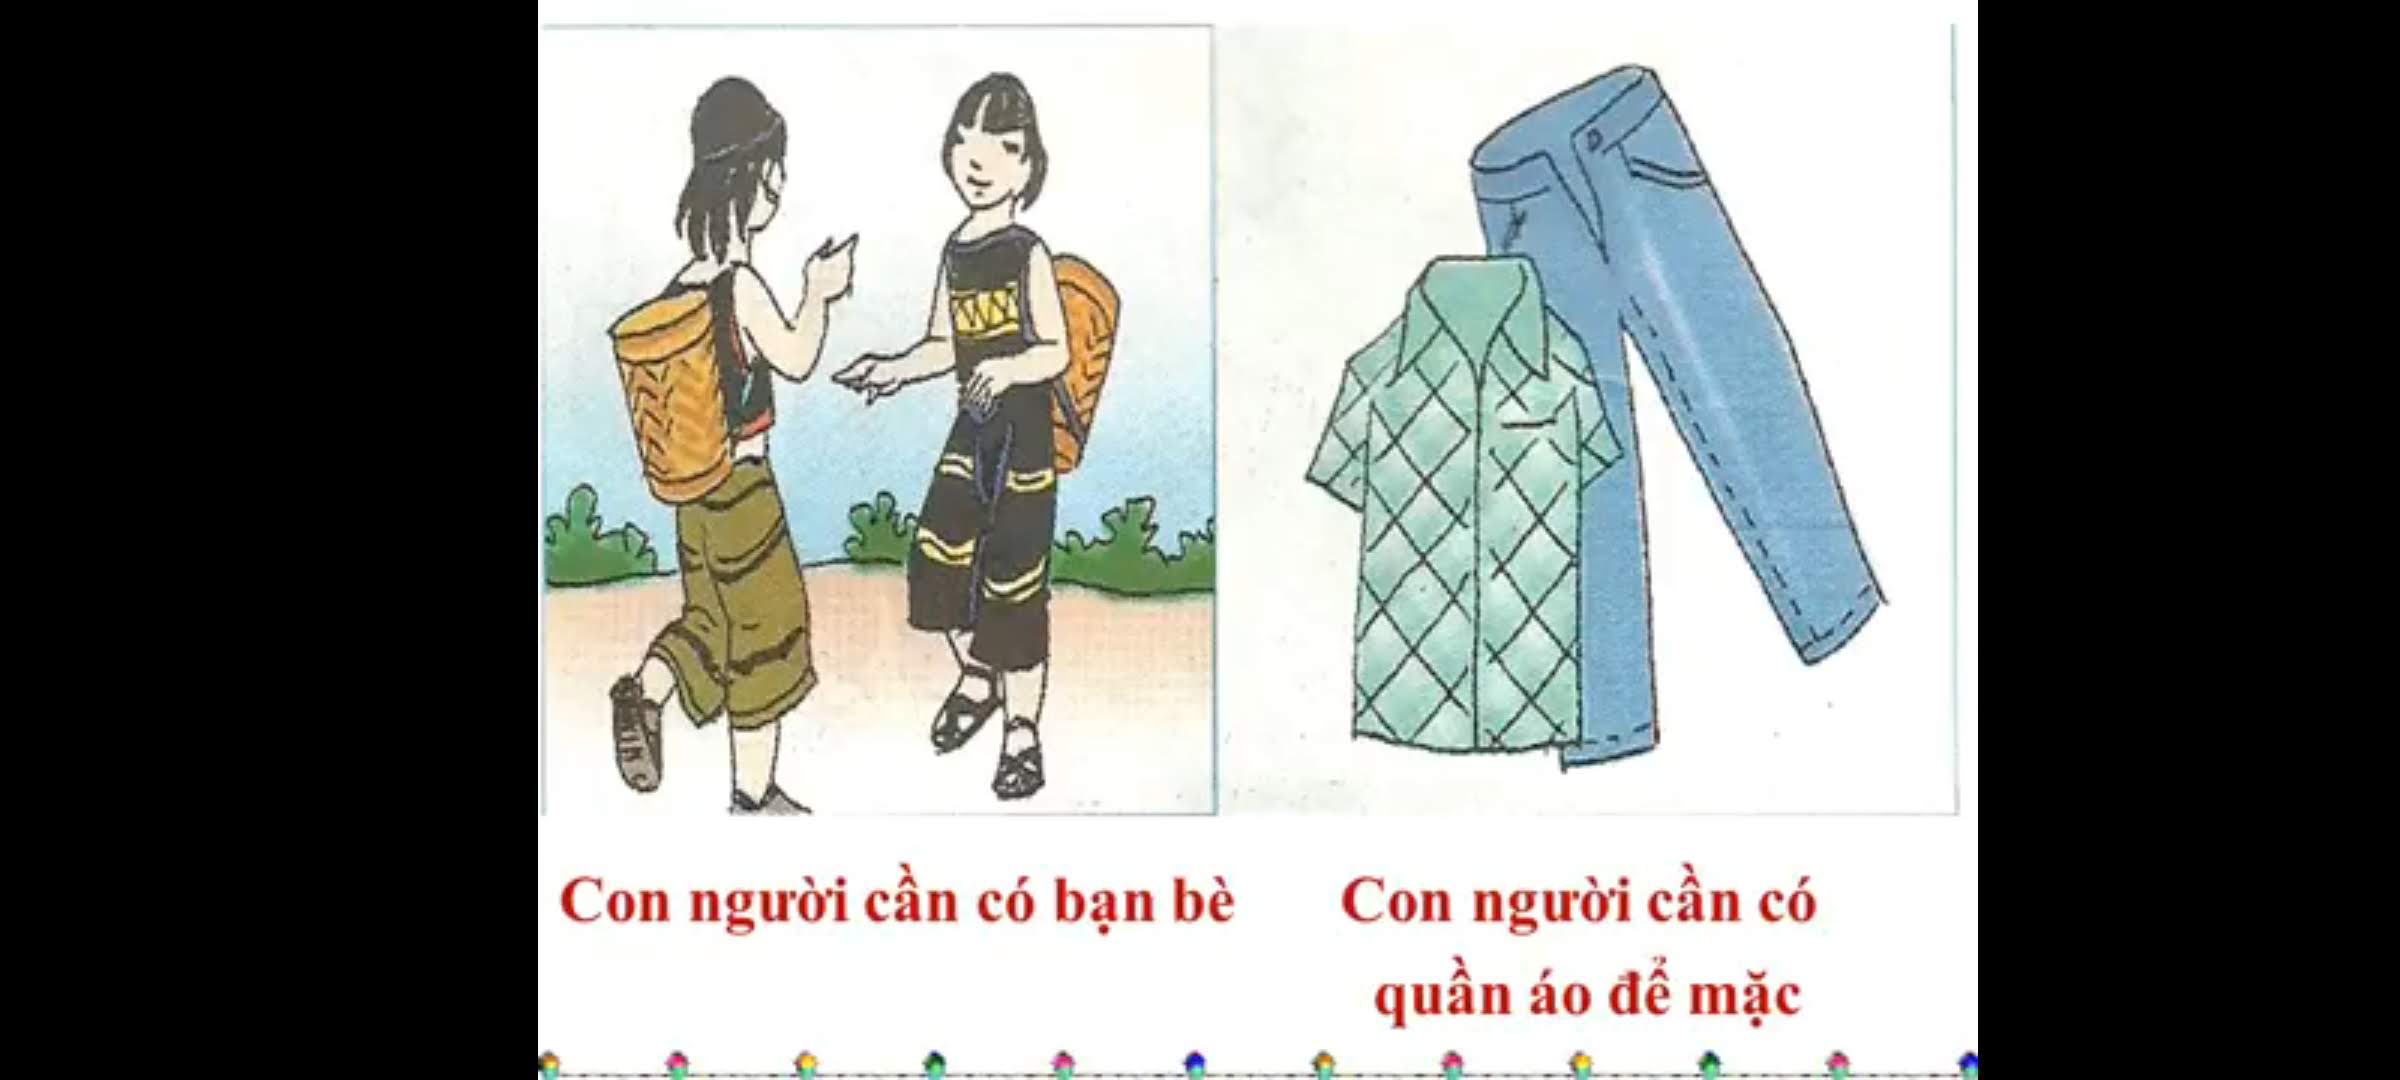 Con người cần có bạn bè
Con người cần có
quần áo để mặc